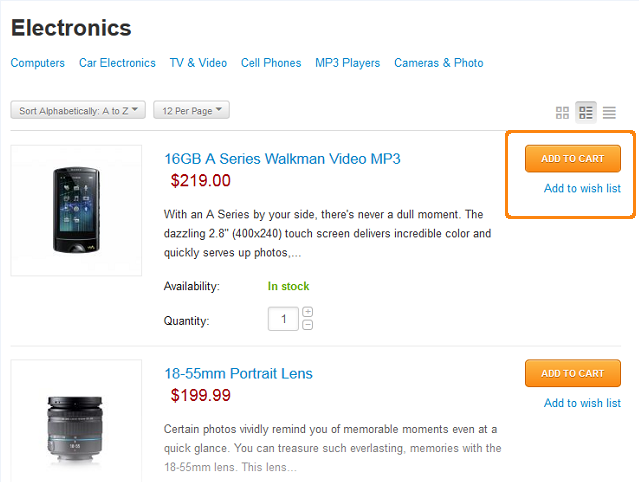 Electronics
Computers Car Electronics TV & Video Cell Phones MP3 Players Cameras & Photo
Sort Alphabetically: A to Z 12 Per Page
16GB A Series Walkman Video MP3
ADD TO CART
$219.00
Add to wish list
With an A Series by your side, there's never a dull moment. The
dazzling 2.8" (400x240) touch screen delivers incredible color and
quickly serves up photos,...
Availability: In stock
Quantity: 1
18-55mm Portrait Lens
ADD TO CART
$199.99
Add to wish list
Certain photos vividly remind you of memorable moments even at a
quick glance. You can treasure such everlasting, memories with the
18-55mm lens. This lens...
18-55